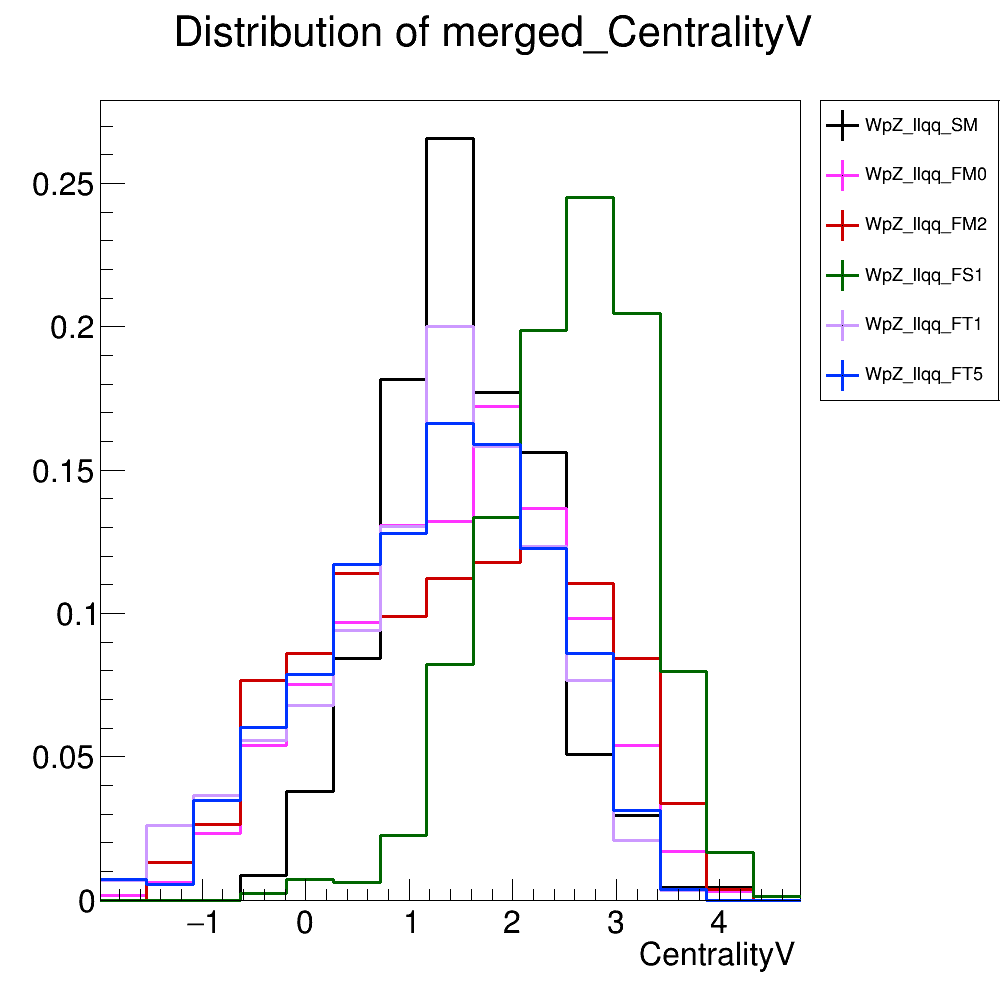 Distribution of merged_CentralityV
0.25
0.2
0.15
0.1
0.05
0
−1
0
1
2
3
4
CentralityV
WpZ_llqq_SM
WpZ_llqq_FM0
WpZ_llqq_FM2
WpZ_llqq_FS1
WpZ_llqq_FT1
WpZ_llqq_FT5